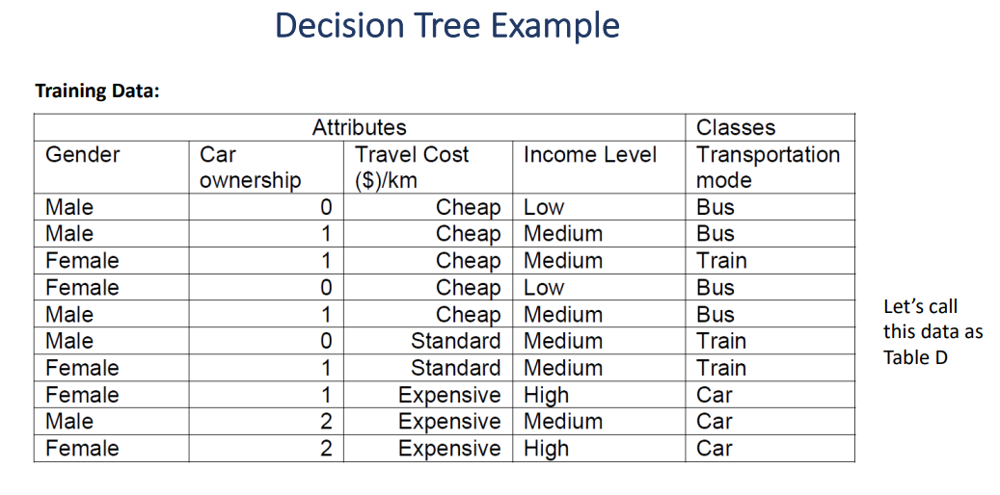 Decision Tree Example
Training Data:
Attributes Classes
Gender Car ownership Travel Cost ($)/km Income Level Transportation mode
Male 0 Cheap Low Bus
Male 1 Cheap Medium Bus
Female 1 Cheap Medium Train
Female 0 Cheap Low Bus
Male 1 Cheap Medium Bus
Male 0 Standard Medium Train
Female 1 Standard Medium Train
Female 1 Expensive High Car
Male 2 Expensive Medium Car
Female 2 Expensive High Car
Let's call
this data as
Table D